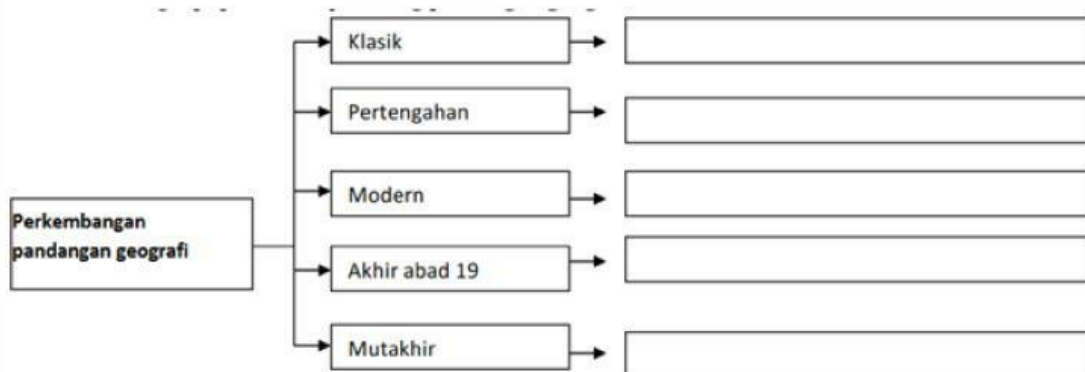 Klasik
Pertengahan
Modern
Perkembangan
pandangan geografi
Akhir abad 19
Mutakhir